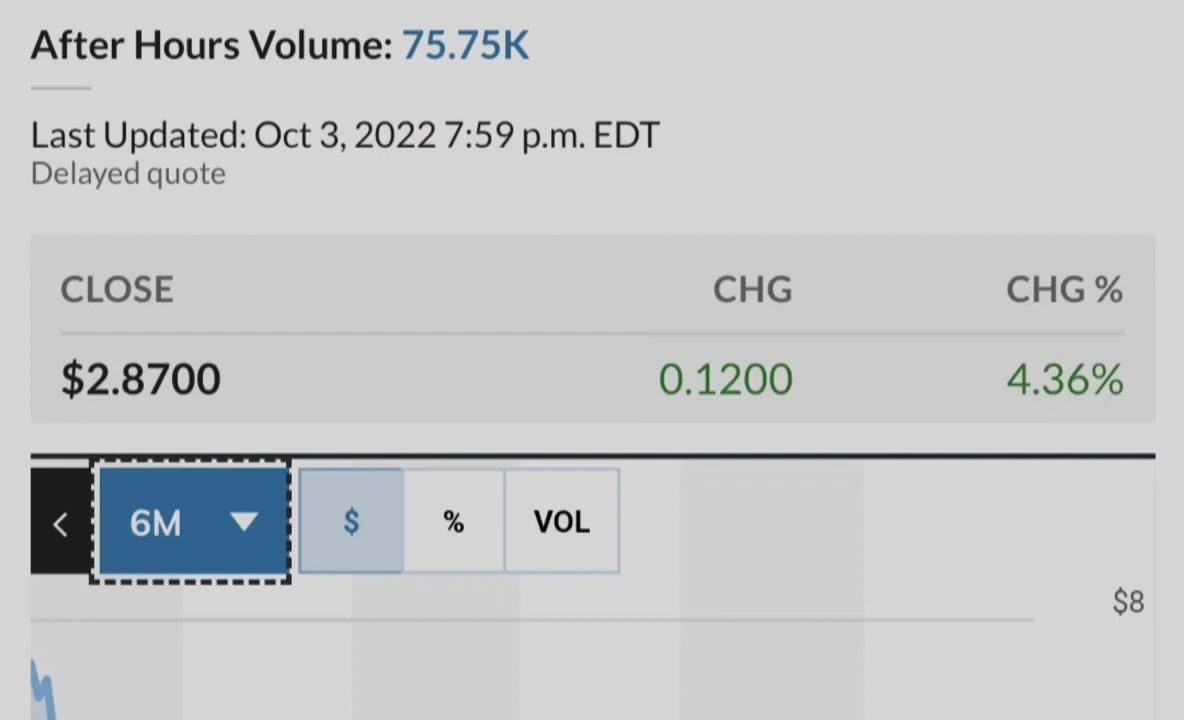 After Hours Volume: 75.75K
Last Updated: Oct 3, 2022 7:59 p.m. EDT
Delayed quote
CLOSE CHG CHG %
$2.8700 0.1200 4.36%
6M $ % VOL
$8